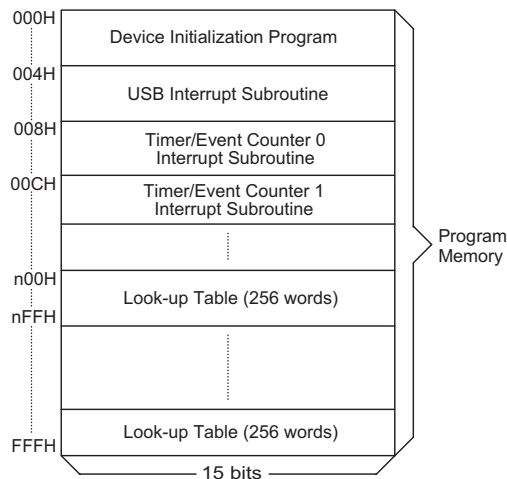 000H
Device Initialization Program
004H
USB Interrupt Subroutine
008H
Timer/Event Counter 0
Interrupt Subroutine
00CH
Timer/Event Counter 1
Interrupt Subroutine
Program
Memory
n00H
Look-up Table (256 words)
nFFH
Look-up Table (256 words)
FFFH
15 bits